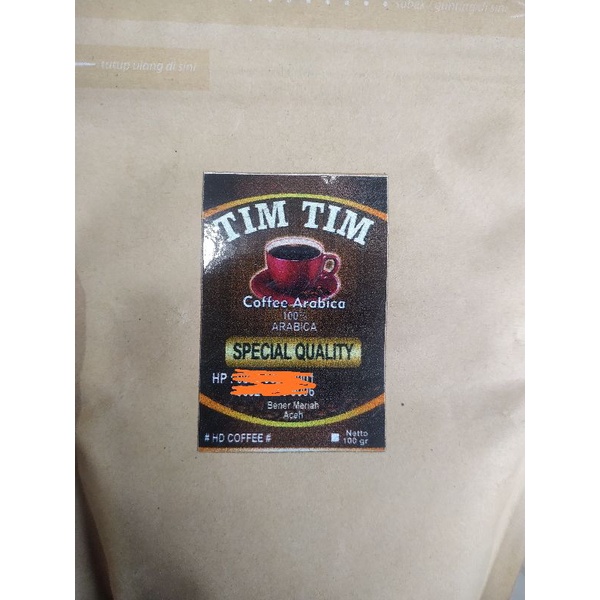 tutup ulang di sini
TIM TIM
Coffee Arabica
100%
ARABICA
SPECIAL QUALITY
HP :
Bener Meriah
Aceh
# HD COFFEE #
Netto
100 gr